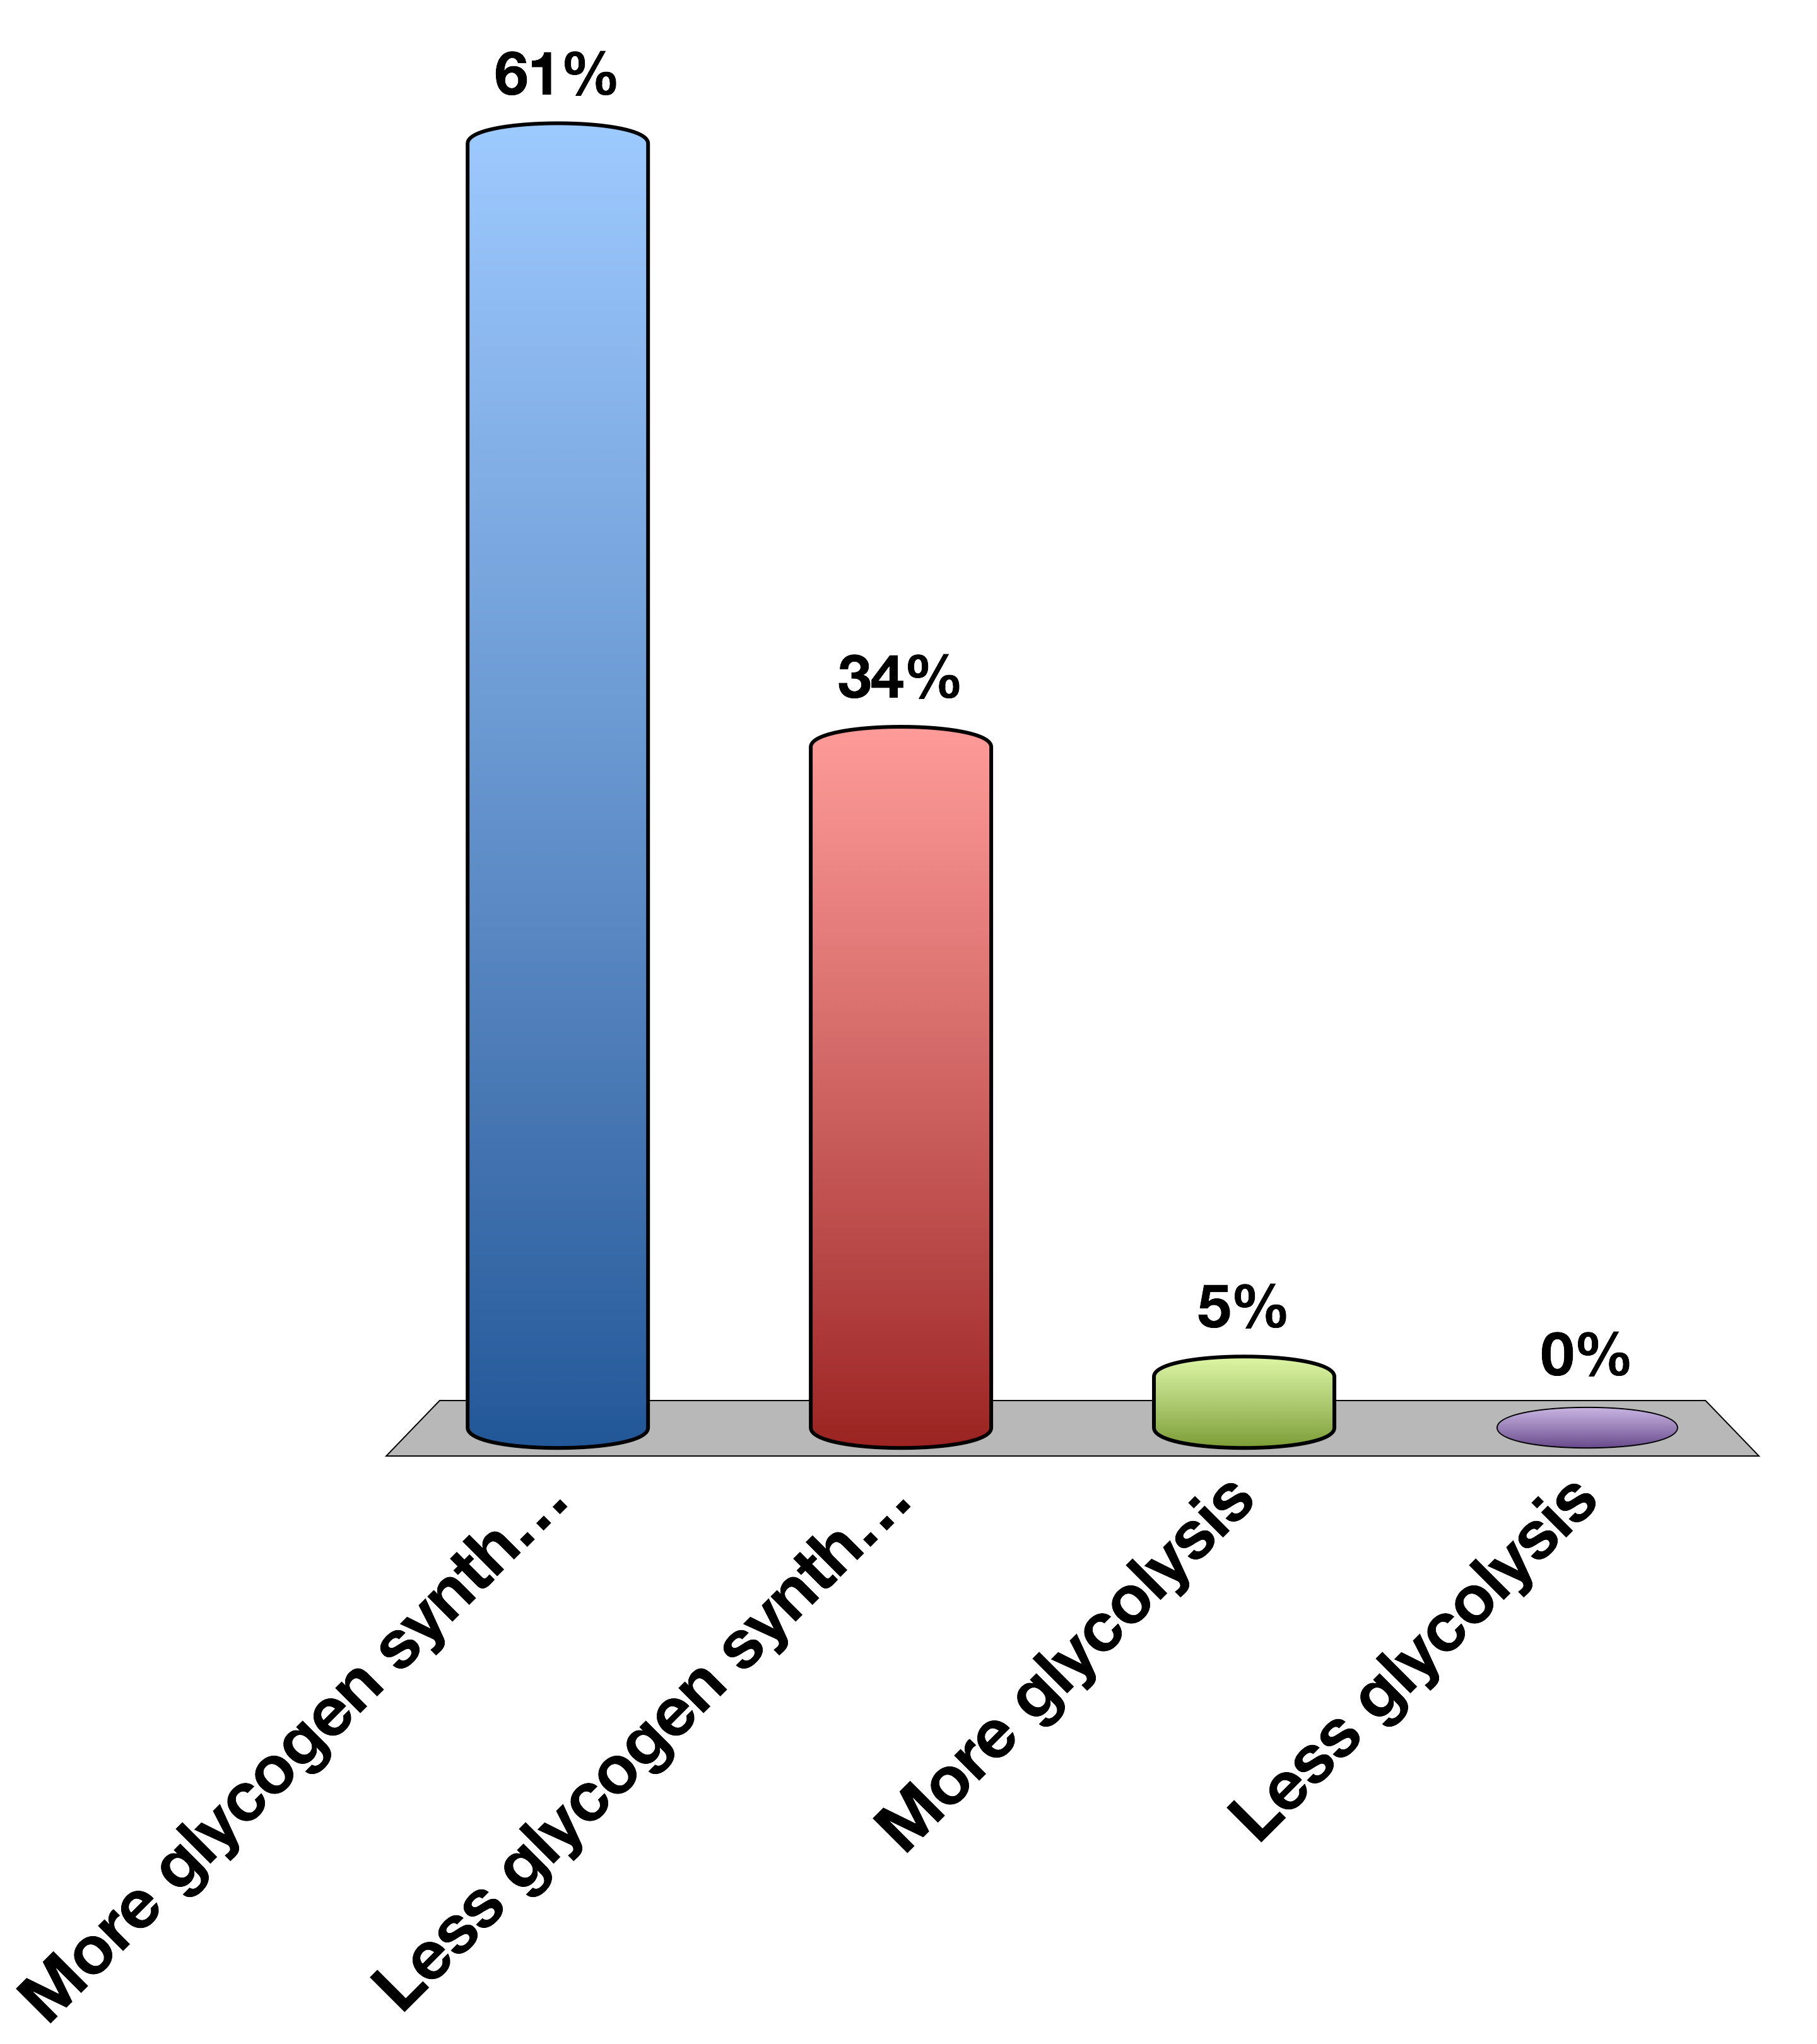 61%
34%
5%
0%
More glycogen synth...
Less glycogen synth...
More glycolysis
Less glycolysis